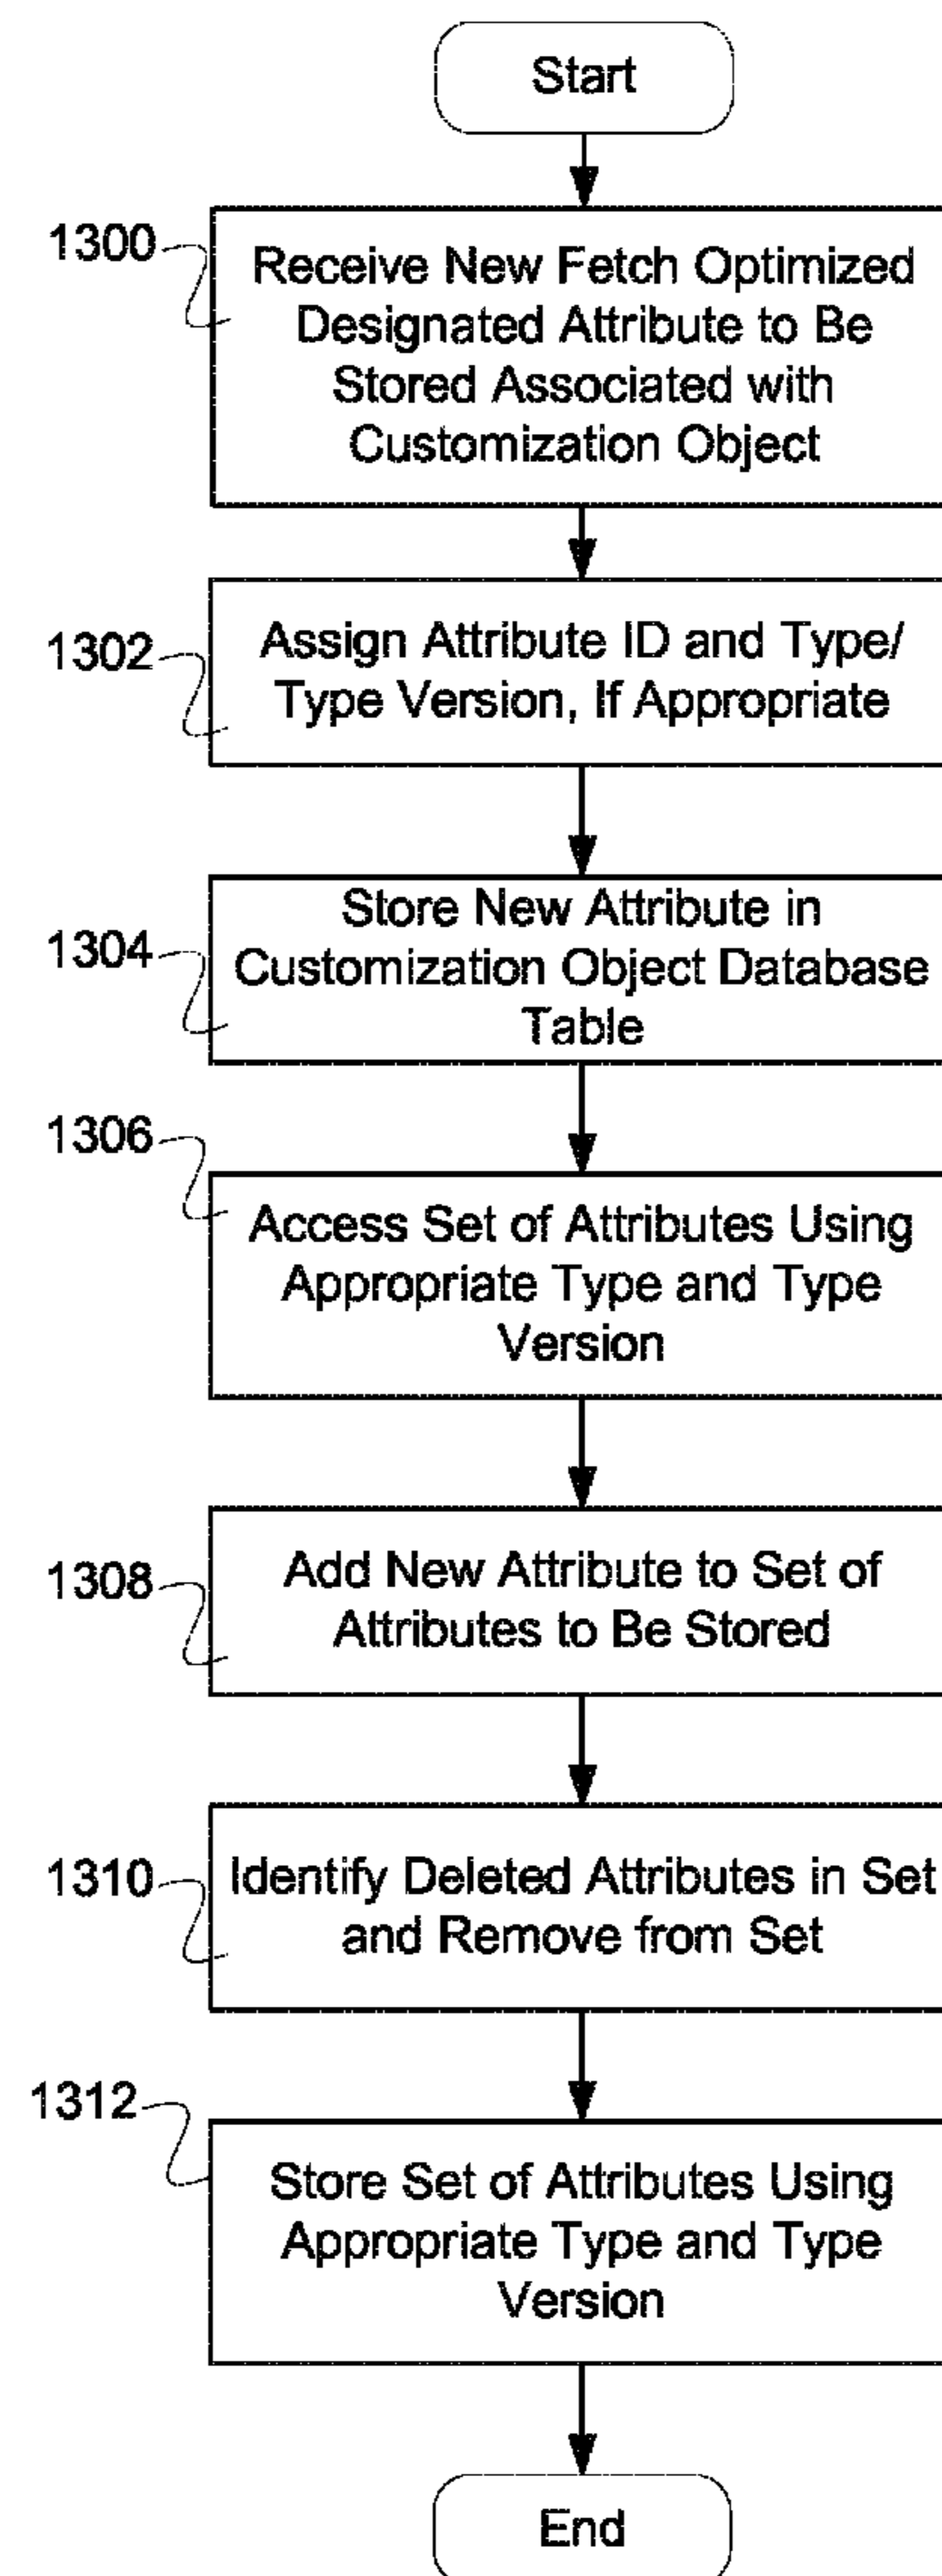 Start
1300
Receive New Fetch Optimized
Designated Attribute to Be
Stored Associated with
Customization Object
1302
Assign Attribute ID and Type/
Type Version, If Appropriate
1304
Store New Attribute in
Customization Object Database
Table
1306
Access Set of Attributes Using
Appropriate Type and Type
Version
1308
Add New Attribute to Set of
Attributes to Be Stored
1310
Identify Deleted Attributes in Set
and Remove from Set
1312
Store Set of Attributes Using
Appropriate Type and Type
Version
End